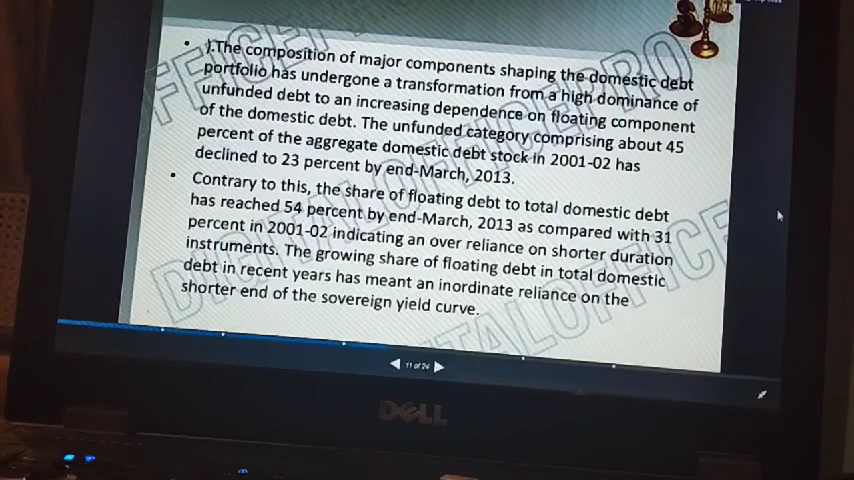 • ).The composition of major components shaping the domestic debt
portfolio has undergone a transformation from a high dominance of
unfunded debt to an increasing dependence on floating component
of the domestic debt. The unfunded category comprising about 45
percent of the aggregate domestic debt stock in 2001-02 has
declined to 23 percent by end-March, 2013.
• Contrary to this, the share of floating debt to total domestic debt
has reached 54 percent by end-March, 2013 as compared with 31
percent in 2001-02 indicating an over reliance on shorter duration
instruments. The growing share of floating debt in total domestic
debt in recent years has meant an inordinate reliance on the
shorter end of the sovereign yield curve.
DIGITALOFFICEPRO
DIGITALOFFICE
11 of 24
DELL